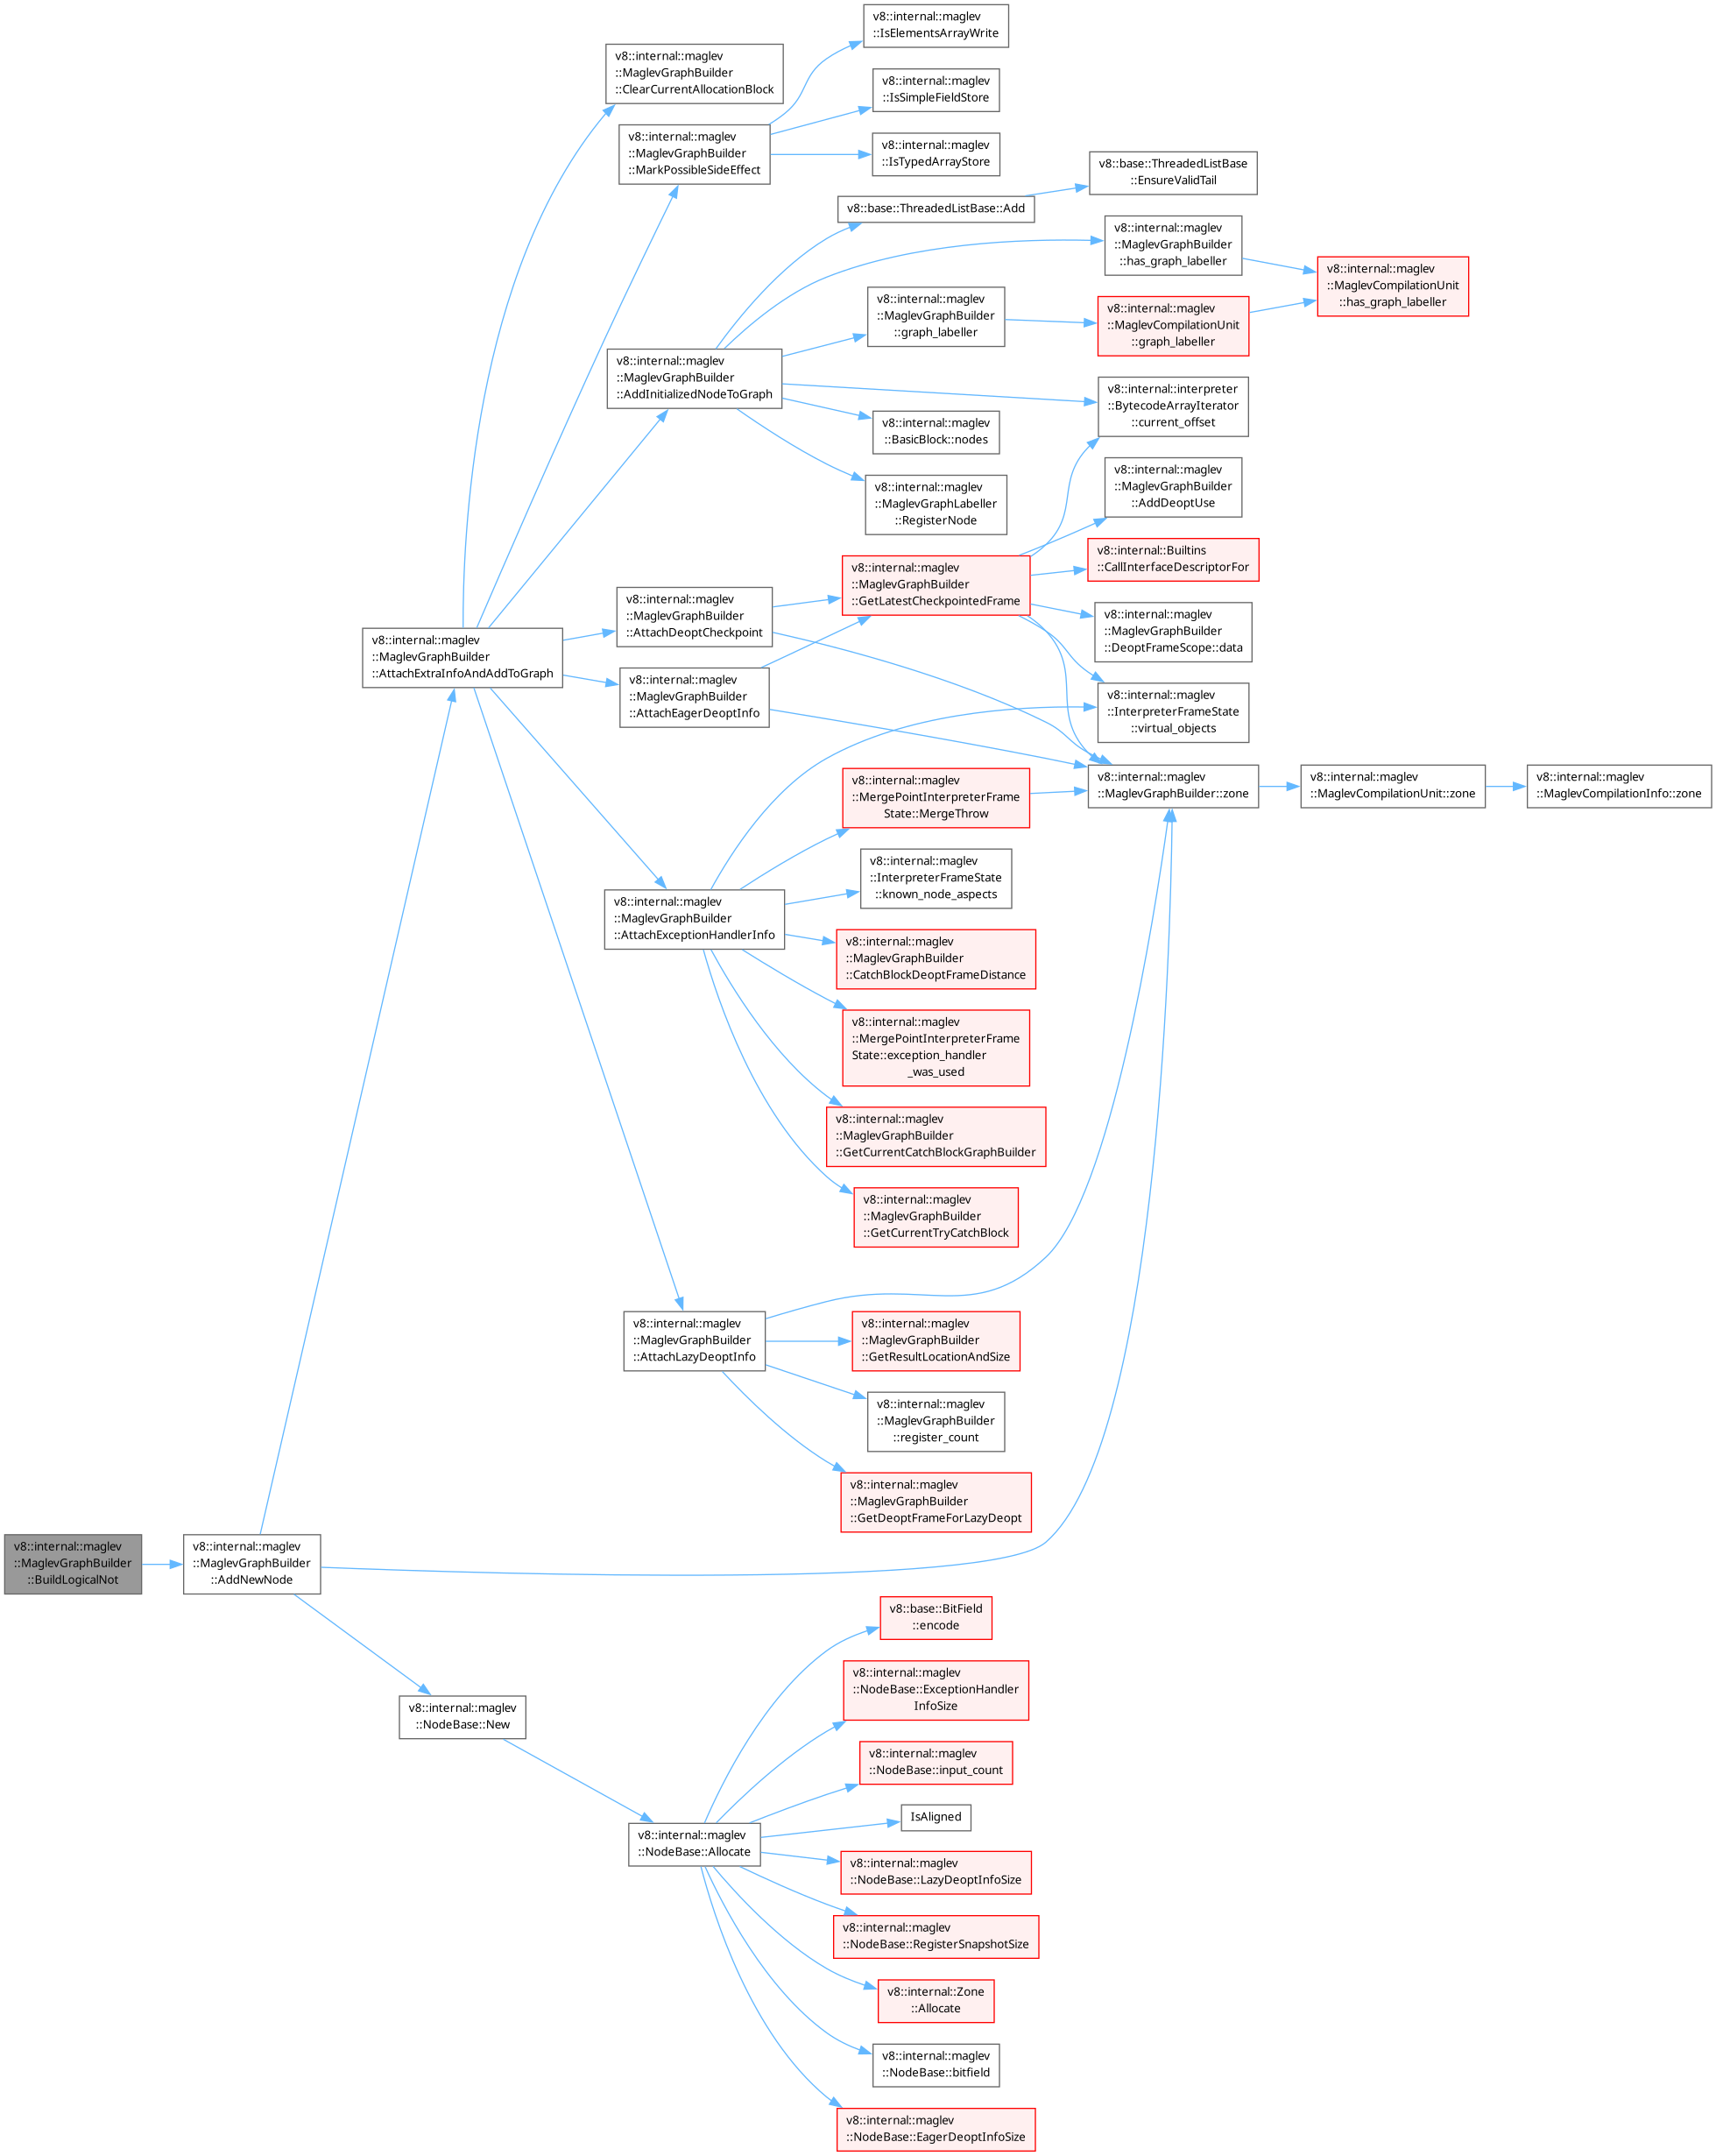 v8::internal::maglev
::MaglevGraphBuilder
::BuildLogicalNot
v8::internal::maglev
::MaglevGraphBuilder
::AddNewNode
v8::internal::maglev
::MaglevGraphBuilder
::AttachExtraInfoAndAddToGraph
v8::internal::maglev
::NodeBase::New
v8::internal::maglev
::MaglevGraphBuilder
::ClearCurrentAllocationBlock
v8::internal::maglev
::MaglevGraphBuilder
::MarkPossibleSideEffect
v8::internal::maglev
::MaglevGraphBuilder
::AddInitializedNodeToGraph
v8::internal::maglev
::MaglevGraphBuilder
::AttachDeoptCheckpoint
v8::internal::maglev
::MaglevGraphBuilder
::AttachEagerDeoptInfo
v8::internal::maglev
::MaglevGraphBuilder
::AttachExceptionHandlerInfo
v8::internal::maglev
::MaglevGraphBuilder
::AttachLazyDeoptInfo
v8::internal::maglev
::NodeBase::Allocate
v8::internal::maglev
::IsElementsArrayWrite
v8::internal::maglev
::IsSimpleFieldStore
v8::internal::maglev
::IsTypedArrayStore
v8::base::ThreadedListBase::Add
v8::internal::maglev
::MaglevGraphBuilder
::graph_labeller
v8::internal::maglev
::BasicBlock::nodes
v8::internal::maglev
::MaglevGraphLabeller
::RegisterNode
v8::internal::maglev
::MaglevGraphBuilder
::GetLatestCheckpointedFrame
v8::internal::maglev
::MergePointInterpreterFrame
State::MergeThrow
v8::internal::maglev
::InterpreterFrameState
::known_node_aspects
v8::internal::maglev
::MaglevGraphBuilder
::CatchBlockDeoptFrameDistance
v8::internal::maglev
::MergePointInterpreterFrame
State::exception_handler
_was_used
v8::internal::maglev
::MaglevGraphBuilder
::GetCurrentCatchBlockGraphBuilder
v8::internal::maglev
::MaglevGraphBuilder
::GetCurrentTryCatchBlock
v8::internal::maglev
::MaglevGraphBuilder
::GetResultLocationAndSize
v8::internal::maglev
::MaglevGraphBuilder
::register_count
v8::internal::maglev
::MaglevGraphBuilder
::GetDeoptFrameForLazyDeopt
v8::base::BitField
::encode
v8::internal::maglev
::NodeBase::ExceptionHandler
InfoSize
v8::internal::maglev
::NodeBase::input_count
IsAligned
v8::internal::maglev
::NodeBase::LazyDeoptInfoSize
v8::internal::maglev
::NodeBase::RegisterSnapshotSize
v8::internal::Zone
::Allocate
v8::internal::maglev
::NodeBase::bitfield
v8::internal::maglev
::NodeBase::EagerDeoptInfoSize
v8::base::ThreadedListBase
::EnsureValidTail
v8::internal::maglev
::MaglevGraphBuilder
::has_graph_labeller
v8::internal::maglev
::MaglevCompilationUnit
::graph_labeller
v8::internal::interpreter
::BytecodeArrayIterator
::current_offset
v8::internal::maglev
::MaglevGraphBuilder
::AddDeoptUse
v8::internal::Builtins
::CallInterfaceDescriptorFor
v8::internal::maglev
::MaglevGraphBuilder
::DeoptFrameScope::data
v8::internal::maglev
::InterpreterFrameState
::virtual_objects
v8::internal::maglev
::MaglevGraphBuilder::zone
v8::internal::maglev
::MaglevCompilationUnit
::has_graph_labeller
v8::internal::maglev
::MaglevCompilationUnit::zone
v8::internal::maglev
::MaglevCompilationInfo::zone